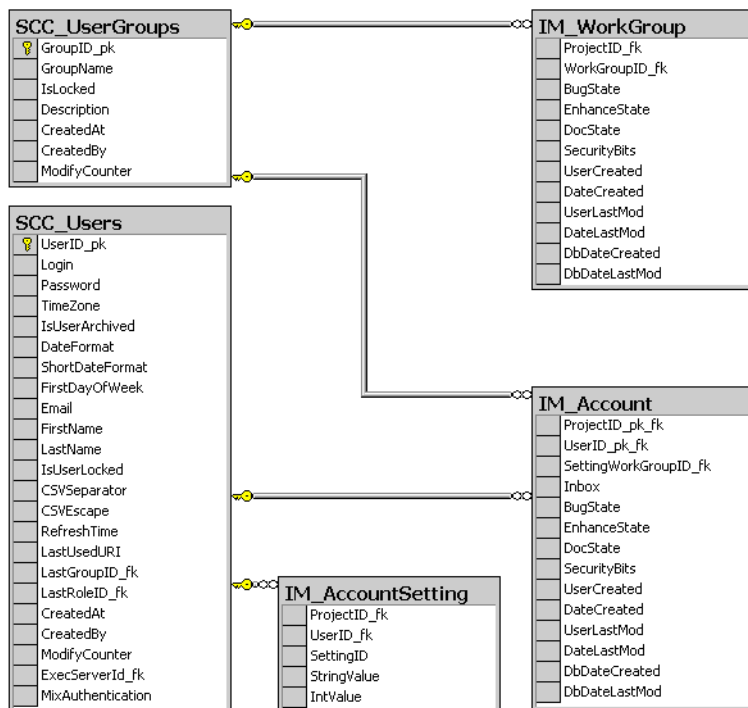 SCC_UserGroups
GroupID_pk
GroupName
IsLocked
Description
CreatedAt
CreatedBy
ModifyCounter
IM_WorkGroup
ProjectID_fk
WorkGroupID_fk
BugState
EnhanceState
DocState
SecurityBits
UserCreated
DateCreated
UserLastMod
DateLastMod
DbDateCreated
DbDateLastMod
SCC_Users
UserID_pk
Login
Password
TimeZone
IsUserArchived
DateFormat
ShortDateFormat
FirstDayOfWeek
Email
FirstName
LastName
IsUserLocked
CSVSeparator
CSVEscape
RefreshTime
LastUsedURI
LastGroupID_fk
LastRoleID_fk
CreatedAt
CreatedBy
ModifyCounter
ExecServerId_fk
MixAuthentication
IM_AccountSetting
ProjectID_fk
UserID_fk
SettingID
StringValue
IntValue
IM_Account
ProjectID_pk_fk
UserID_pk_fk
SettingWorkGroupID_fk
Inbox
BugState
EnhanceState
DocState
SecurityBits
UserCreated
DateCreated
UserLastMod
DateLastMod
DbDateCreated
DbDateLastMod